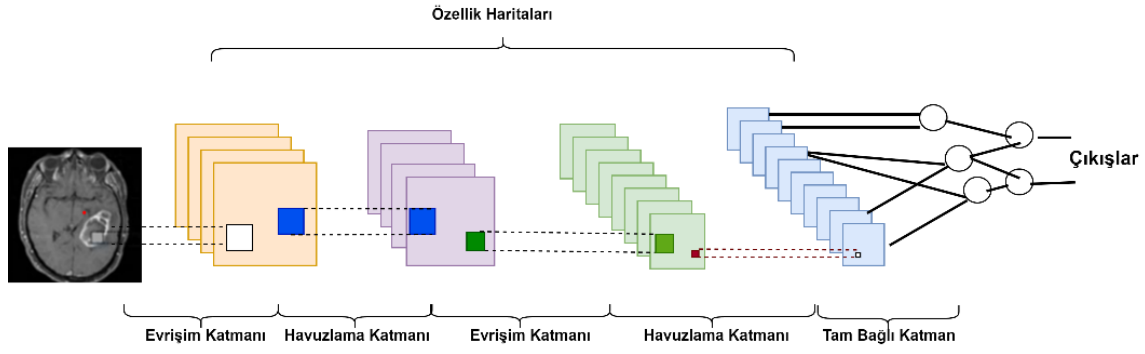 Özellik Haritaları
Çıkışlar
Evrişim Katmanı
Havuzlama Katmanı
Evrişim Katmanı
Havuzlama Katmanı
Tam Bağlı Katman